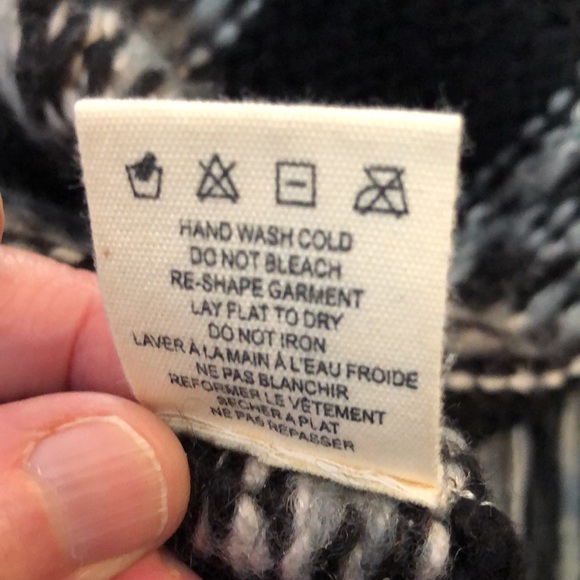 HAND WASH COLD
DO NOT BLEACH
RE-SHAPE GARMENT
LAY FLAT TO DRY
DO NOT IRON
LAVER À LA MAIN À L'EAU FROIDE
NE PAS BLANCHIR
REFORMER LE VÊTEMENT
SECHER A PLAT
NE PAS REPASSER